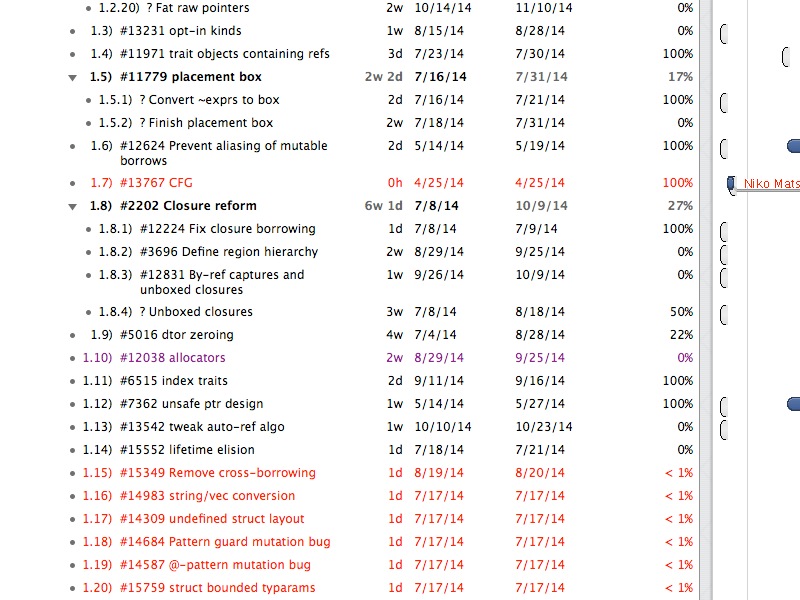 1.2.20) ? Fat raw pointers 2w 10/14/14 11/10/14 0%
1.3) #13231 opt-in kinds 1w 8/15/14 8/28/14 0%
1.4) #11971 trait objects containing refs 3d 7/23/14 7/30/14 100%
1.5) #11779 placement box 2w 2d 7/16/14 7/31/14 17%
1.5.1) ? Convert ~exprs to box 2d 7/16/14 7/21/14 100%
1.5.2) ? Finish placement box 2w 7/18/14 7/31/14 0%
1.6) #12624 Prevent aliasing of mutable 2d 5/14/14 5/19/14 100%
borrows
1.7) #13767 CFG 0h 4/25/14 4/25/14 100% Niko Mats
1.8) #2202 Closure reform 6w 1d 7/8/14 10/9/14 27%
1.8.1) #12224 Fix closure borrowing 1d 7/8/14 7/9/14 100%
1.8.2) #3696 Define region hierarchy 2w 8/29/14 9/25/14 0%
1.8.3) #12831 By-ref captures and 1w 9/26/14 10/9/14 0%
unboxed closures
1.8.4) ? Unboxed closures 3w 7/8/14 8/18/14 50%
1.9) #5016 dtor zeroing 4w 7/4/14 8/28/14 22%
1.10) #12038 allocators 2w 8/29/14 9/25/14 0%
1.11) #6515 index traits 2d 9/11/14 9/16/14 100%
1.12) #7362 unsafe ptr design 1w 5/14/14 5/27/14 100%
1.13) #13542 tweak auto-ref algo 1w 10/10/14 10/23/14 0%
1.14) #15552 lifetime elision 1d 7/18/14 7/21/14 0%
1.15) #15349 Remove cross-borrowing 1d 8/19/14 8/20/14 < 1%
1.16) #14983 string/vec conversion 1d 7/17/14 7/17/14 < 1%
1.17) #14309 undefined struct layout 1d 7/17/14 7/17/14 < 1%
1.18) #14684 Pattern guard mutation bug 1d 7/17/14 7/17/14 < 1%
1.19) #14587 @-pattern mutation bug 1d 7/17/14 7/17/14 < 1%
1.20) #15759 struct bounded typarams 1d 7/17/14 7/17/14 < 1%